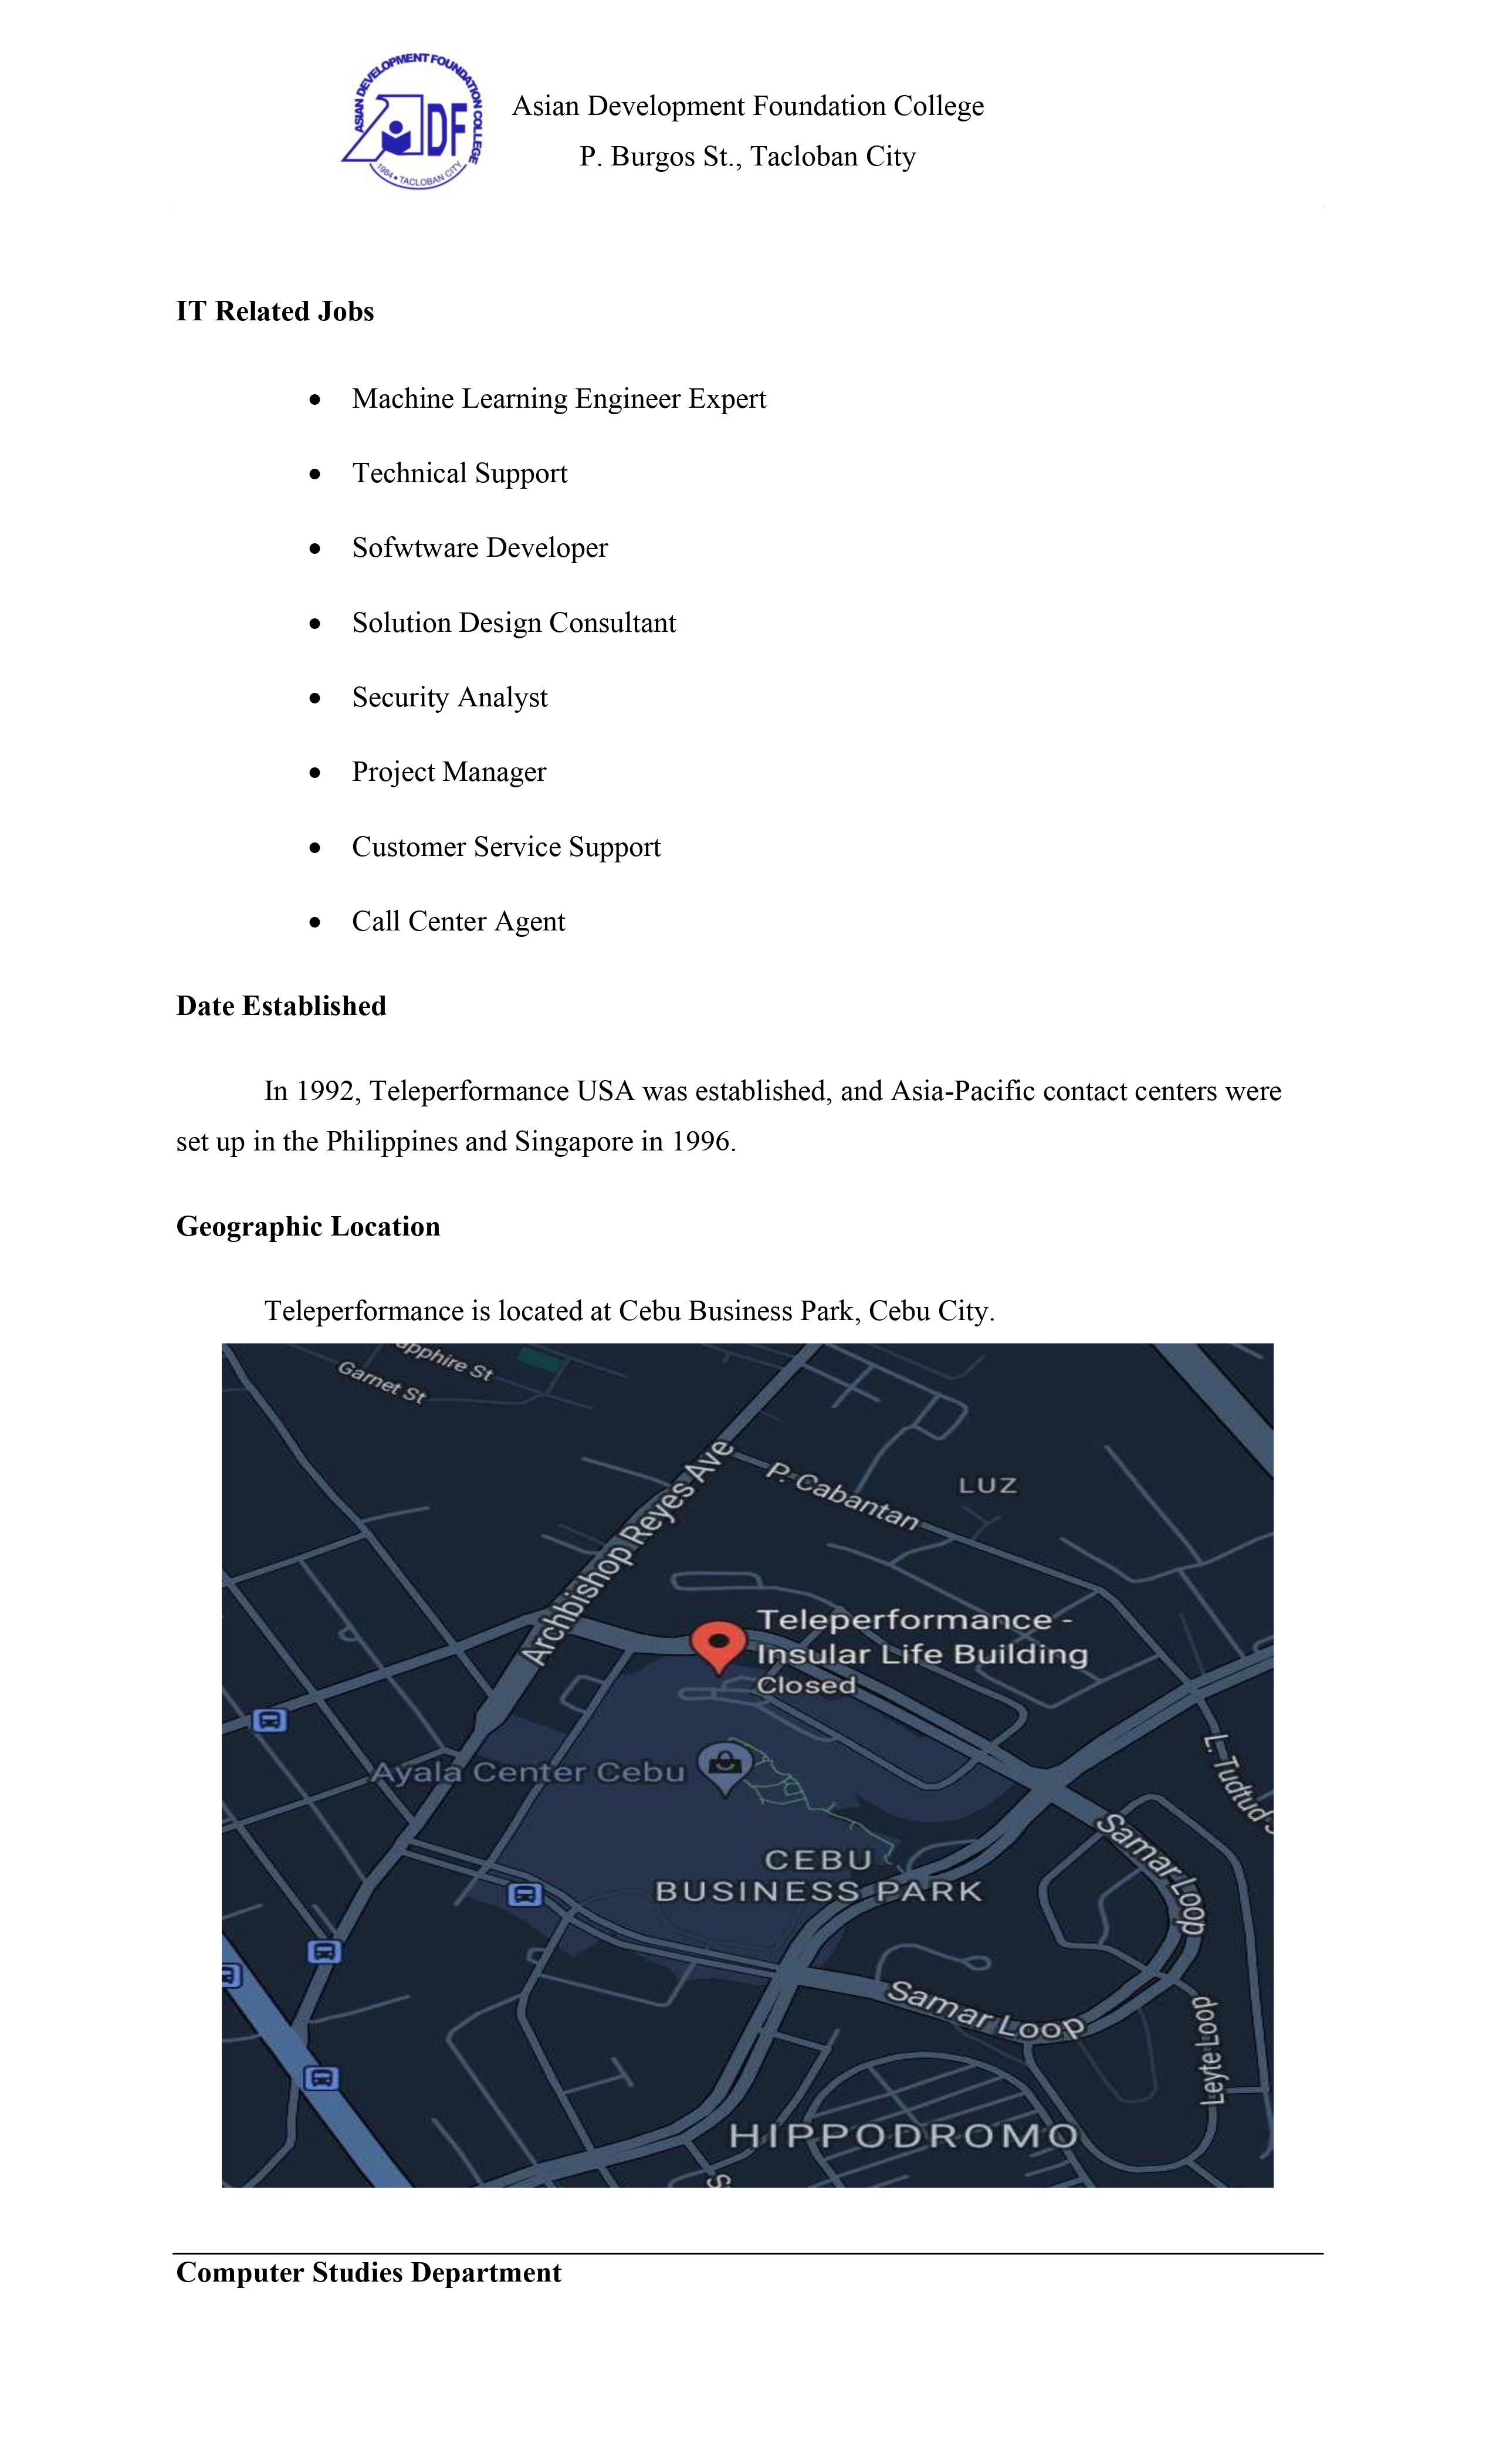 ASIAN DEVELOPMENT FOUNDATION COLLEGE
ADF
1984 • TACLOBAN CITY
Asian Development Foundation College
P. Burgos St., Tacloban City
IT Related Jobs
• Machine Learning Engineer Expert
• Technical Support
• Sofwtware Developer
• Solution Design Consultant
• Security Analyst
• Project Manager
• Customer Service Support
• Call Center Agent
Date Established
In 1992, Teleperformance USA was established, and Asia-Pacific contact centers were
set up in the Philippines and Singapore in 1996.
Geographic Location
Teleperformance is located at Cebu Business Park, Cebu City.
pphire St
Garnet St
Archbishop Reyes Ave
P. Cabantan
LUZ
Teleperformance -
Insular Life Building
Closed
Ayala Center Cebu
L. Tudtud
CEBU
BUSINESS PARK
Samar Loop
Samar Loop
Leyte Loop
HIPPODROMO
S
Computer Studies Department